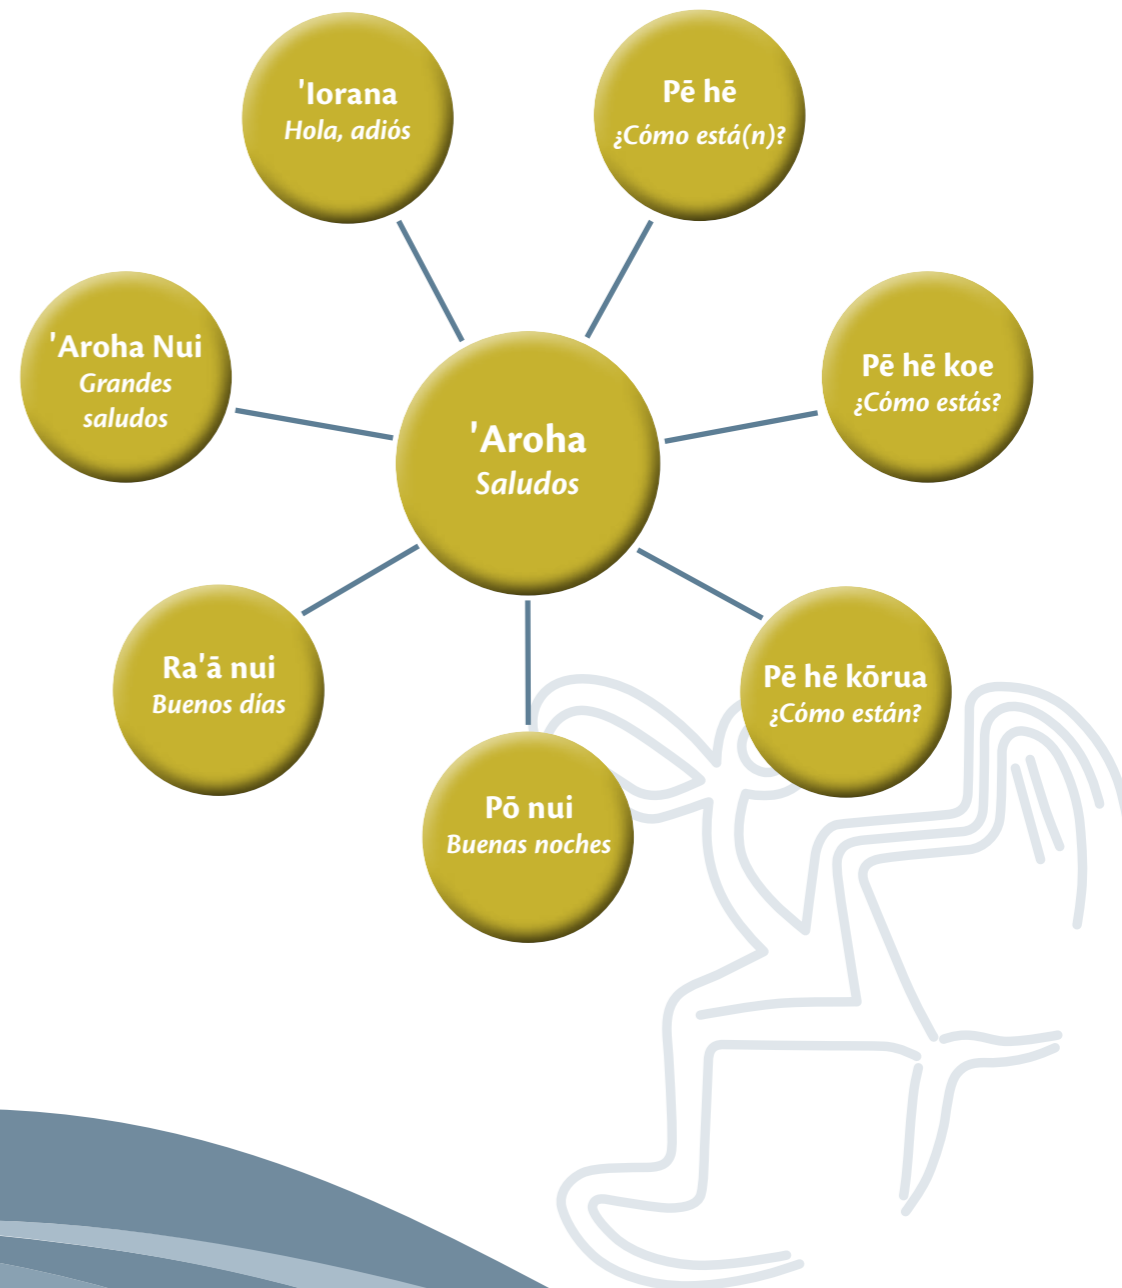 'Iorana
Hola, adiós
Pē hē
¿Cómo está(n)?
'Aroha Nui
Grandes
saludos
Pē hē koe
¿Cómo estás?
'Aroha
Saludos
Ra'ā nui
Buenos días
Pē hē kōrua
¿Cómo están?
Pō nui
Buenas noches